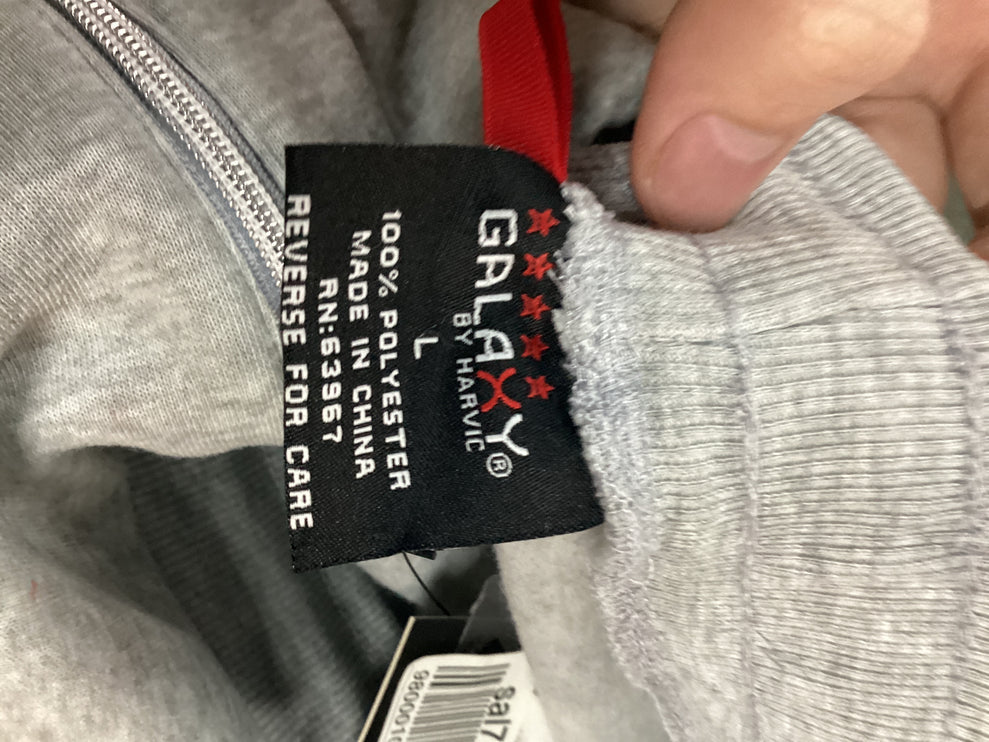 GALAXY®
BY HARVIC
L
100% POLYESTER
MADE IN CHINA
RN:63967
REVERSE FOR CARE